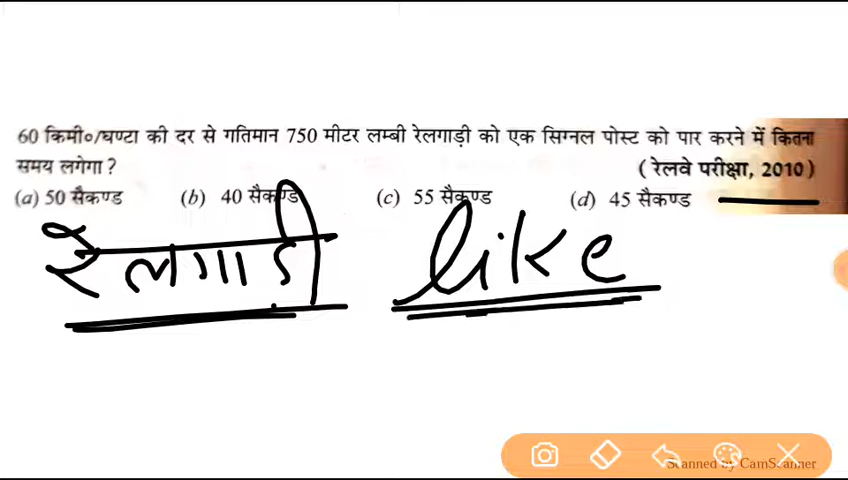 60 किमी०/घण्टा की दर से गतिमान 750 मीटर लम्बी रेलगाड़ी को एक सिग्नल पोस्ट को पार करने में कितना
समय लगेगा ? ( रेलवे परीक्षा, 2010 )
(a) 50 सैकण्ड (b) 40 सैकण्ड (c) 55 सैकण्ड (d) 45 सैकण्ड
रेलगाडी like
Scanned by CamScanner